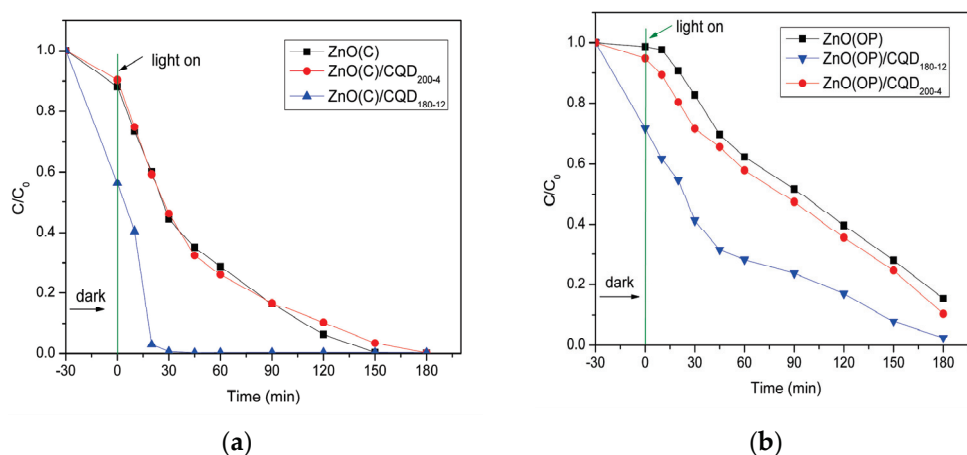 light on
ZnO(C)
ZnO(C)/CQD200-4
ZnO(C)/CQD180-12
1.0
0.8
0.6
0.4
0.2
0.0
C/C0
dark
-30 0 30 60 90 120 150 180
Time (min)
(a)
light on
ZnO(OP)
ZnO(OP)/CQD180-12
ZnO(OP)/CQD200-4
1.0
0.8
0.6
0.4
0.2
0.0
C/C0
dark
-30 0 30 60 90 120 150 180
Time (min)
(b)